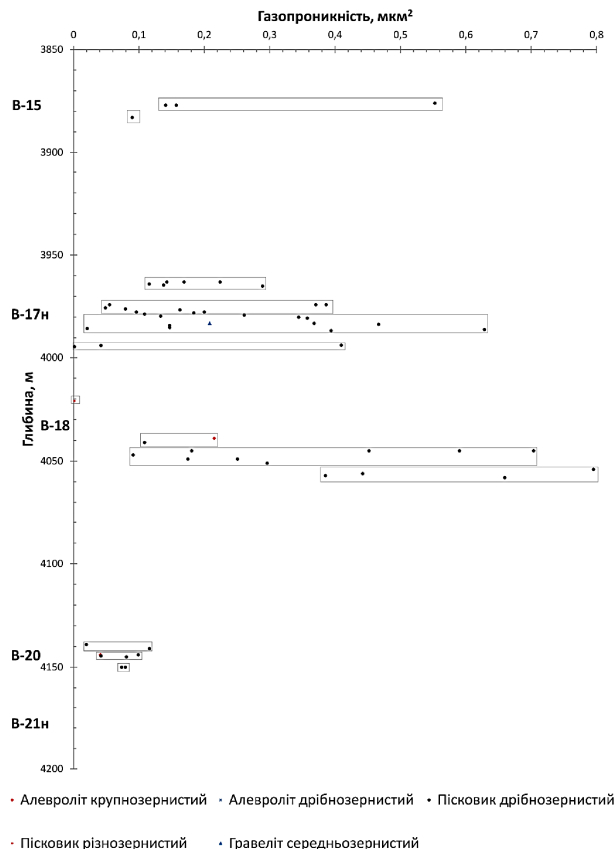 Газопроникність, мкм²
0 0,1 0,2 0,3 0,4 0,5 0,6 0,7 0,8
3850
В-15
3900
3950
В-17н
4000
Глибина, м
В-18
4050
4100
В-20
4150
В-21н
4200
Алевроліт крупнозернистий Алевроліт дрібнозернистий Пісковик дрібнозернистий
Пісковик різнозернистий Гравеліт середньозернистий